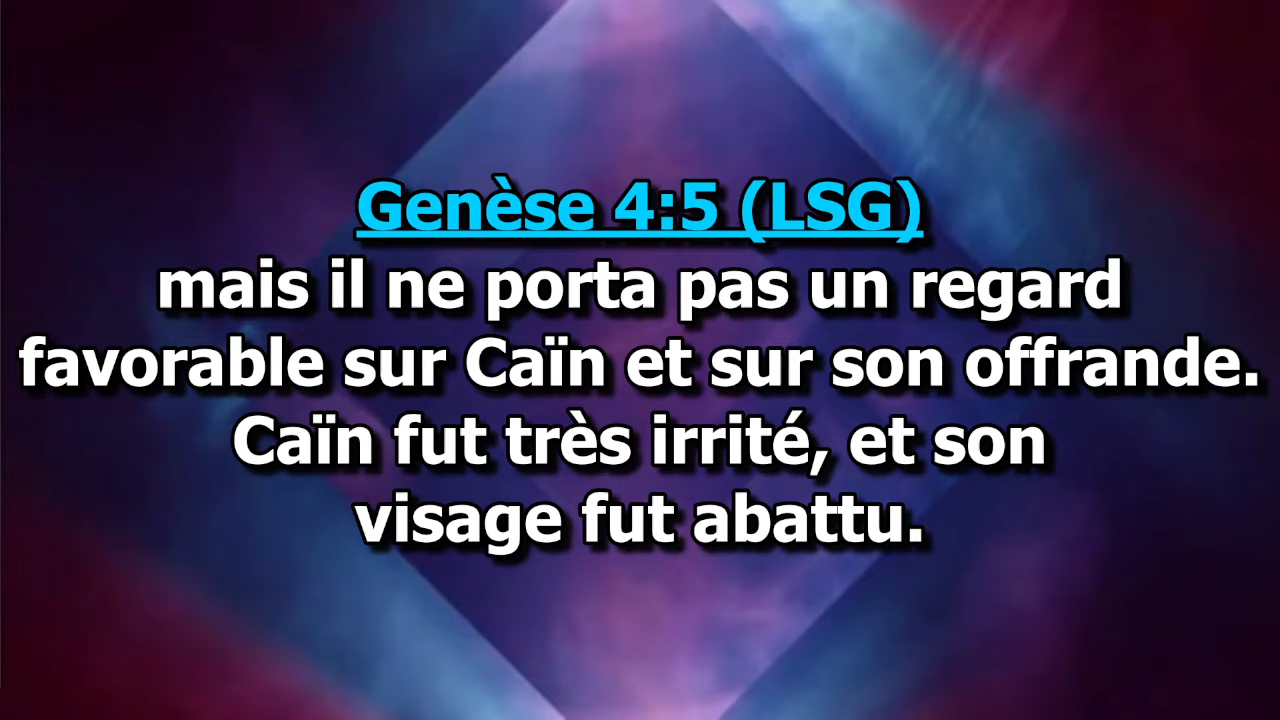 Genèse 4:5 (LSG)
mais il ne porta pas un regard
favorable sur Caïn et sur son offrande.
Caïn fut très irrité, et son
visage fut abattu.